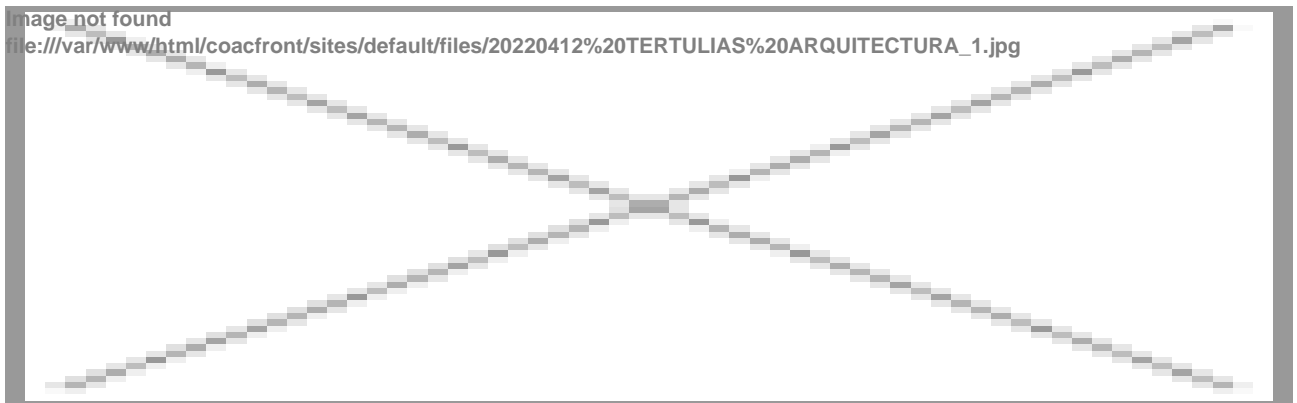 Image not found
file:///var/www/html/coacfront/sites/default/files/20220412%20TERTULIAS%20ARQUITECTURA_1.jpg